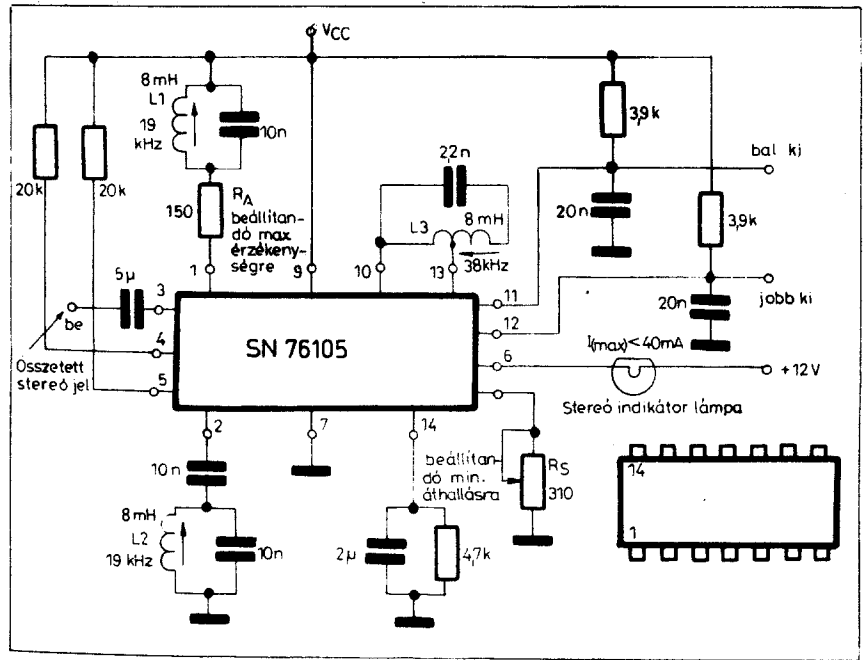 VCC
8mH
L1
19
kHz
10n
20k
20k
150
RA
beállítan-
dó max
érzékeny-
ségre
22n
L3
8mH
38kHz
3,9k
bal ki
20n
3,9k
jobb ki
20n
1
9
10
13
5µ
3
be
4
5
Összetett
stereó jel
SN 76105
11
12
6
I(max)<40mA
+12V
Stereó indikátor lámpa
2
7
14
10n
8mH
L2
19 kHz
10n
2µ
4,7k
beállítan-
dó min.
áthallásra
RS
310
14
1